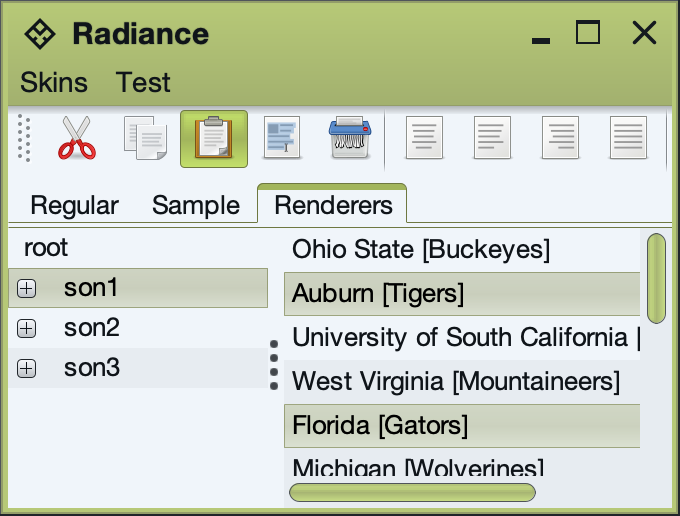 Radiance
Skins Test
Regular Sample Renderers
root
son1
son2
son3
Ohio State [Buckeyes]
Auburn [Tigers]
University of South California [
West Virginia [Mountaineers]
Florida [Gators]
Michigan [Wolverines]